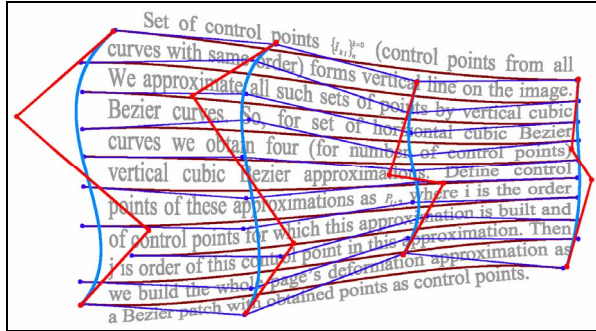 Set of control points (control points from all
curves with same order) forms vertical line on the image.
We approximate all such sets of points by vertical cubic
Bezier curves. So, for set of horizontal cubic Bezier
curves we obtain four (for number of control points)
vertical cubic Bezier approximations. Define control
points of these approximations as where i is the order
of control points for which this approximation is built and
j is order of this control point in this approximation. Then
we build the whole page's deformation approximation as
a Bezier patch with obtained points as control points.